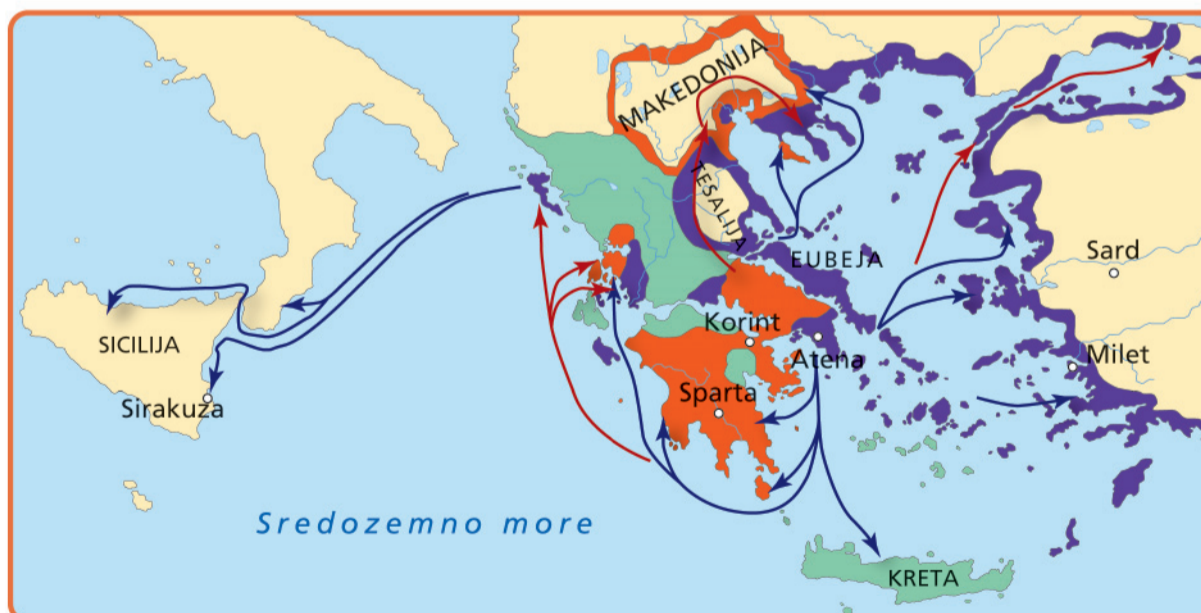 MAKEDONIJA
TESALIJA
EUBEJA
Sard
SICILIJA
Korint
Atena
Milet
Sirakuza
Sparta
Sredozemno more
KRETA